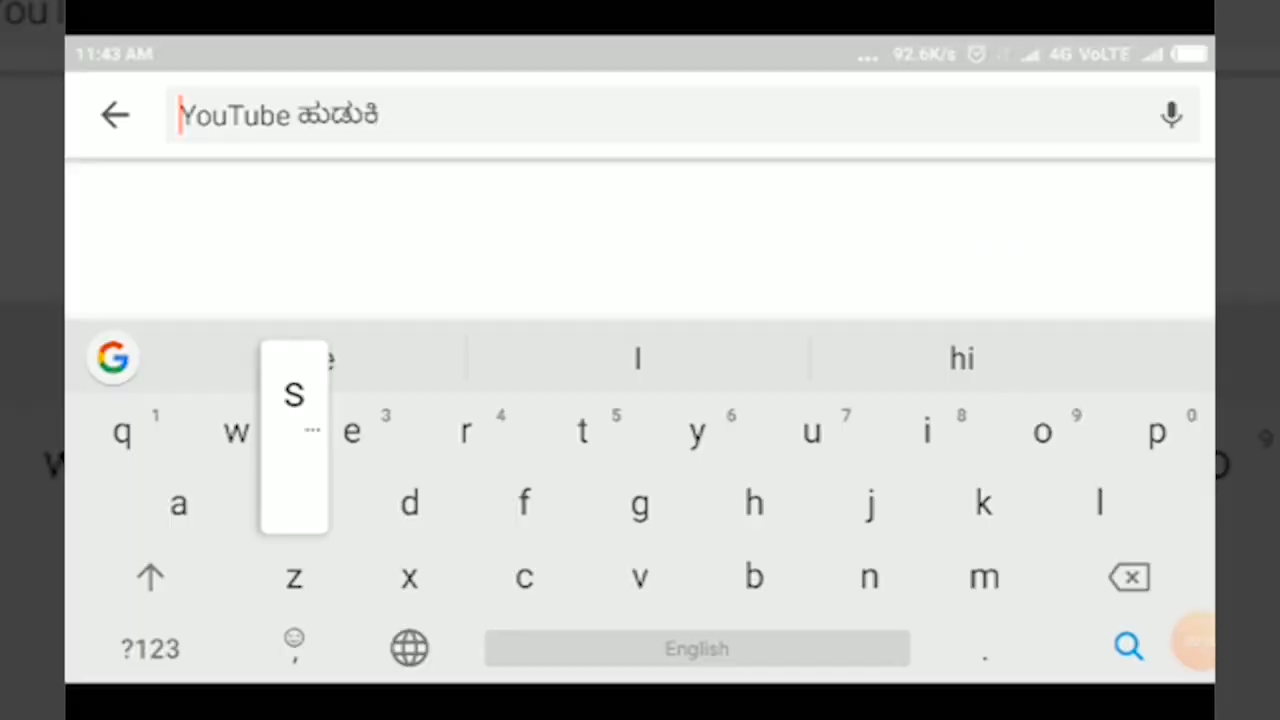 11:43 AM
... 92.6K/s 4G VoLTE
YouTube ಹುಡುಕಿ
I hi
q 1 w e 3 r 4 t 5 y 6 u 7 i 8 o 9 p 0
S
...
a d f g h j k l
z x c v b n m
?123 , English .